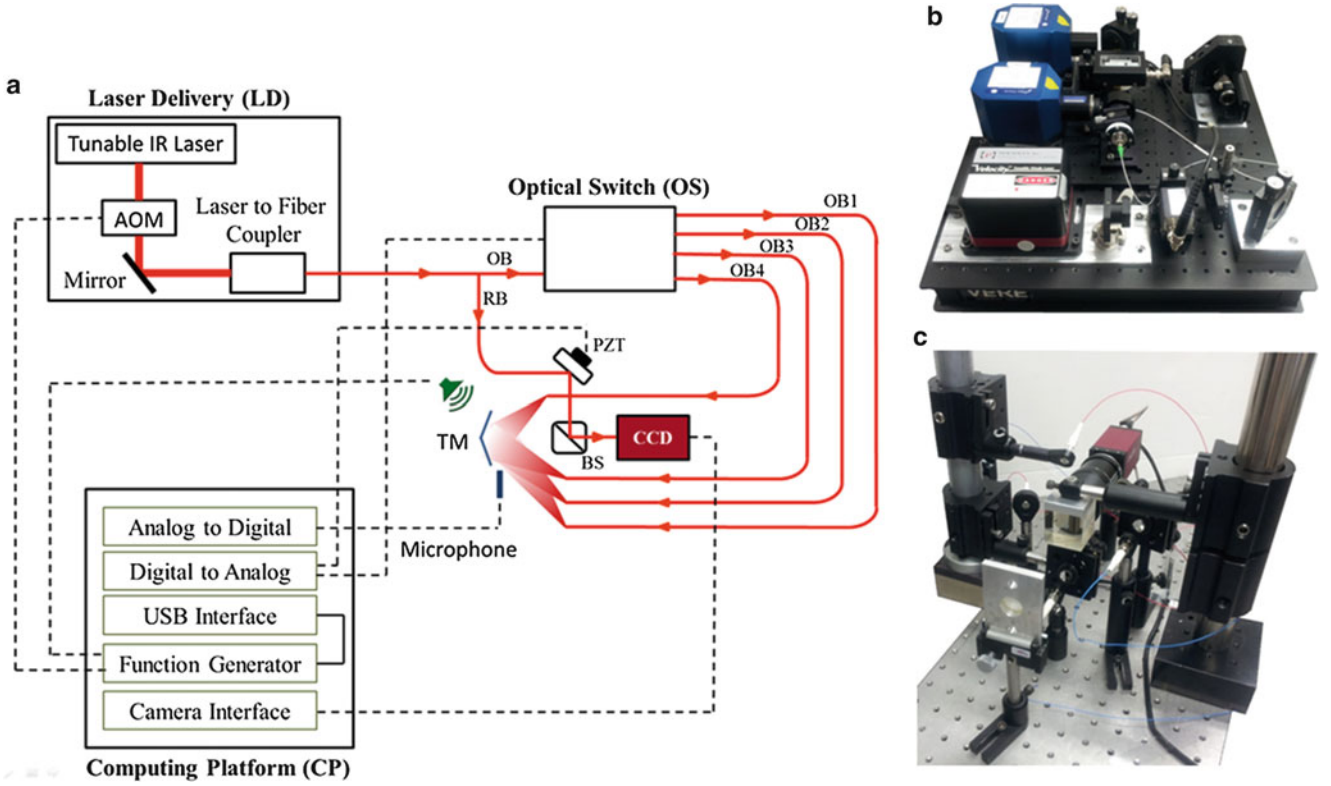 a
Laser Delivery (LD)
Tunable IR Laser
AOM
Laser to Fiber
Coupler
Mirror
Optical Switch (OS)
OB
RB
OB1
OB2
OB3
OB4
PZT
TM
BS
CCD
Microphone
Analog to Digital
Digital to Analog
USB Interface
Function Generator
Camera Interface
Computing Platform (CP)
b
Velocity
c